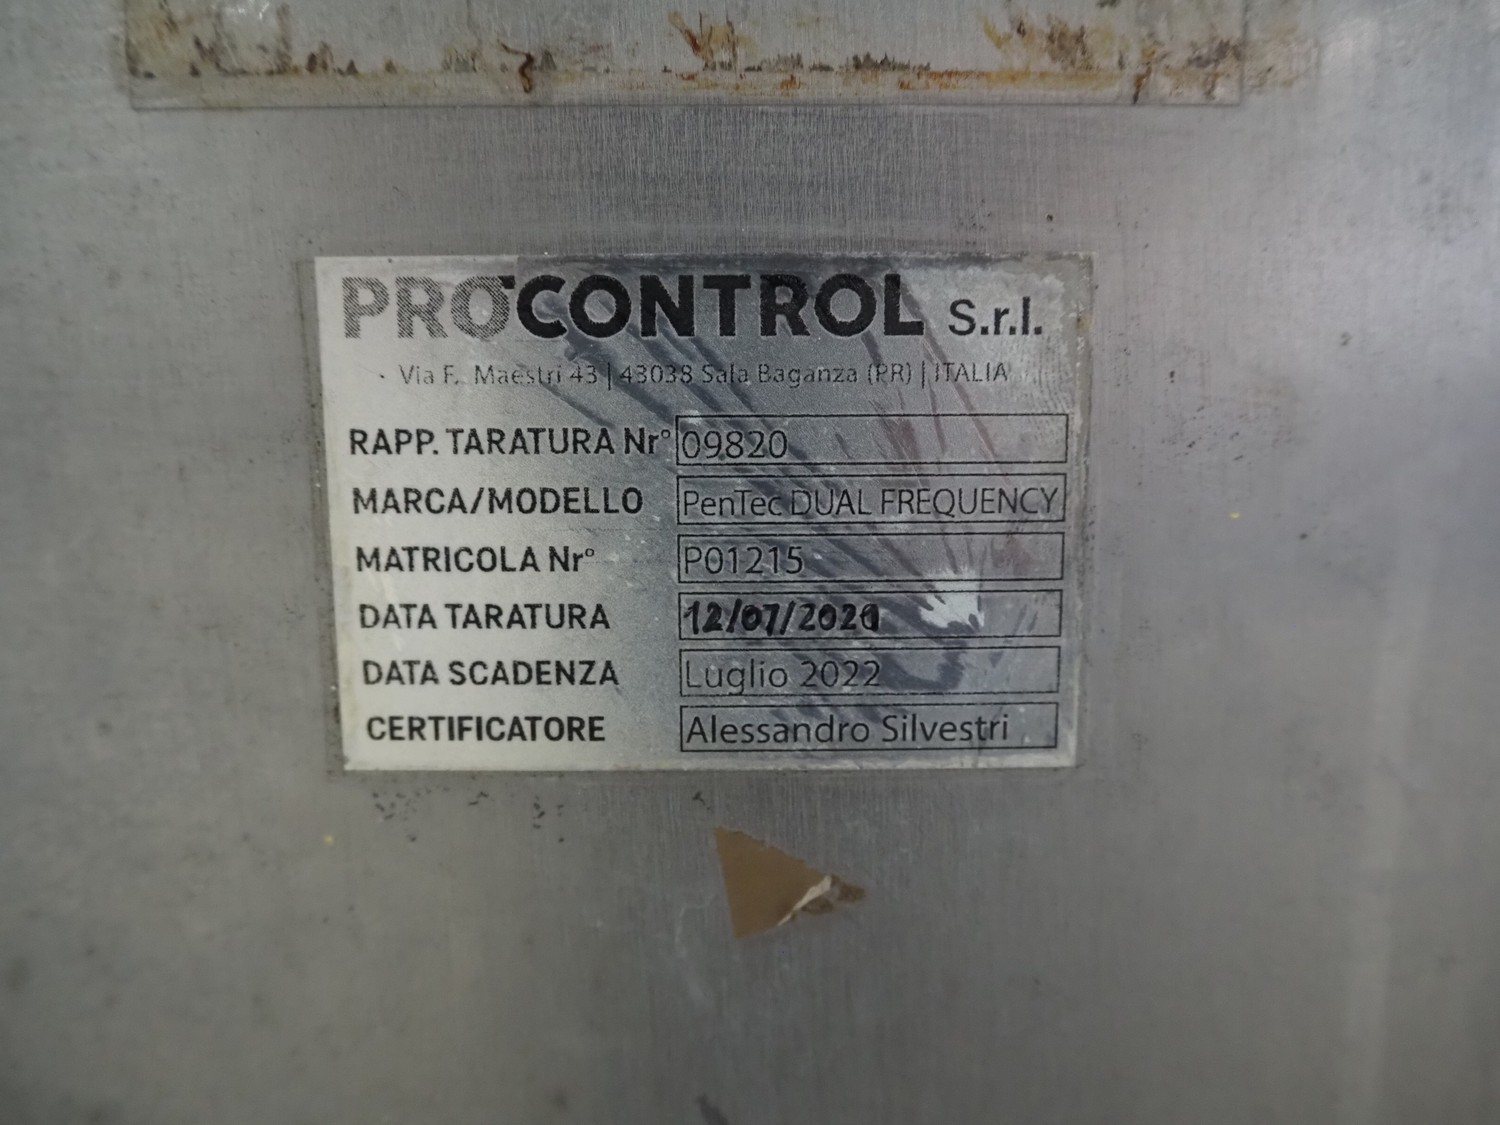 PROCONTROL S.r.l.
Via F. Maestri 43 | 43038 Sala Baganza (PR) | ITALIA
RAPP. TARATURA Nr° 09820
MARCA/MODELLO PenTec DUAL FREQUENCY
MATRICOLA Nr° P01215
DATA TARATURA 12/07/2021
DATA SCADENZA Luglio 2022
CERTIFICATORE Alessandro Silvestri